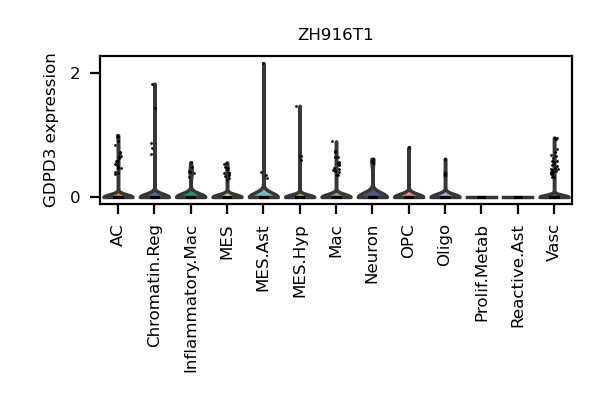 ZH916T1
GDPD3 expression
2
0
AC
Chromatin.Reg
Inflammatory.Mac
MES
MES.Ast
MES.Hyp
Mac
Neuron
OPC
Oligo
Prolif.Metab
Reactive.Ast
Vasc